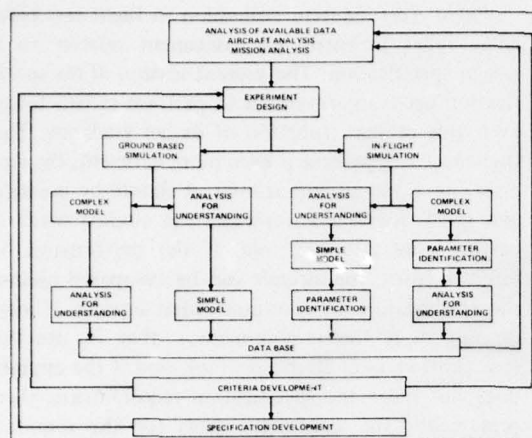 ANALYSIS OF AVAILABLE DATA
AIRCRAFT ANALYSIS
MISSION ANALYSIS
EXPERIMENT
DESIGN
GROUND BASED
SIMULATION
IN-FLIGHT
SIMULATION
COMPLEX MODEL
ANALYSIS
FOR
UNDERSTANDING
ANALYSIS
FOR
UNDERSTANDING
COMPLEX
MODEL
SIMPLE
MODEL
PARAMETER
IDENTIFICATION
ANALYSIS
FOR
UNDERSTANDING
SIMPLE
MODEL
PARAMETER
IDENTIFICATION
ANALYSIS
FOR
UNDERSTANDING
DATA BASE
CRITERIA DEVELOPMENT
SPECIFICATION DEVELOPMENT